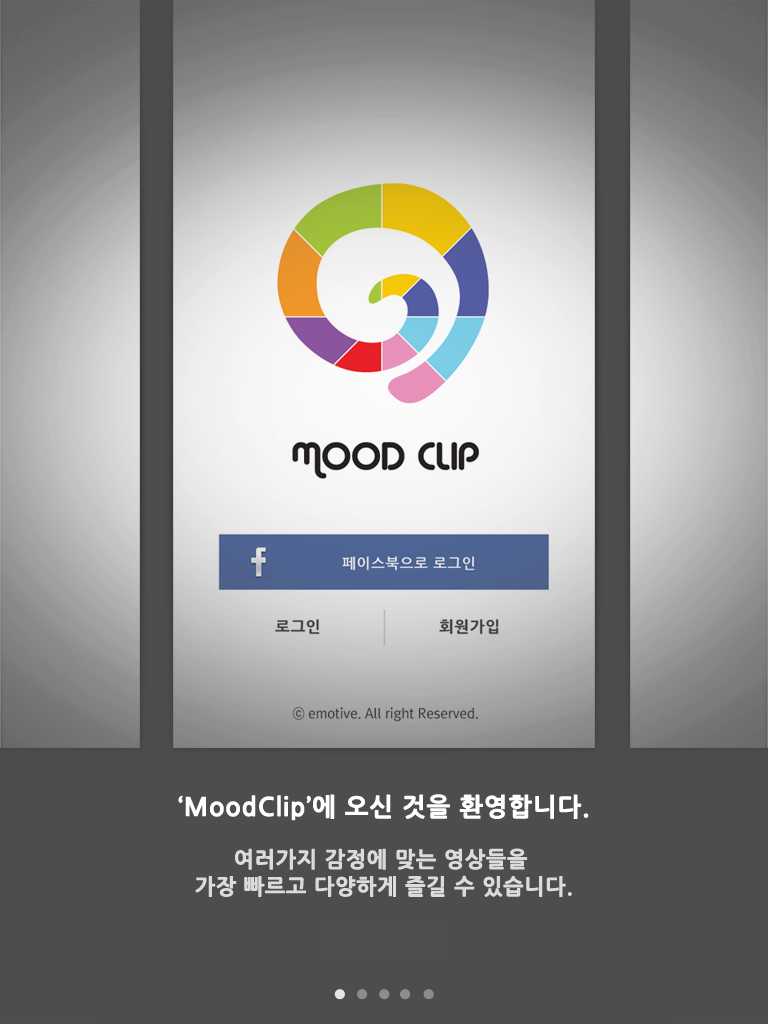 MOOD CLIP
f 페이스북으로 로그인
로그인
회원가입
ⓒ emotive. All right Reserved.
‘MoodClip’에 오신 것을 환영합니다.
여러가지 감정에 맞는 영상들을
가장 빠르고 다양하게 즐길 수 있습니다.